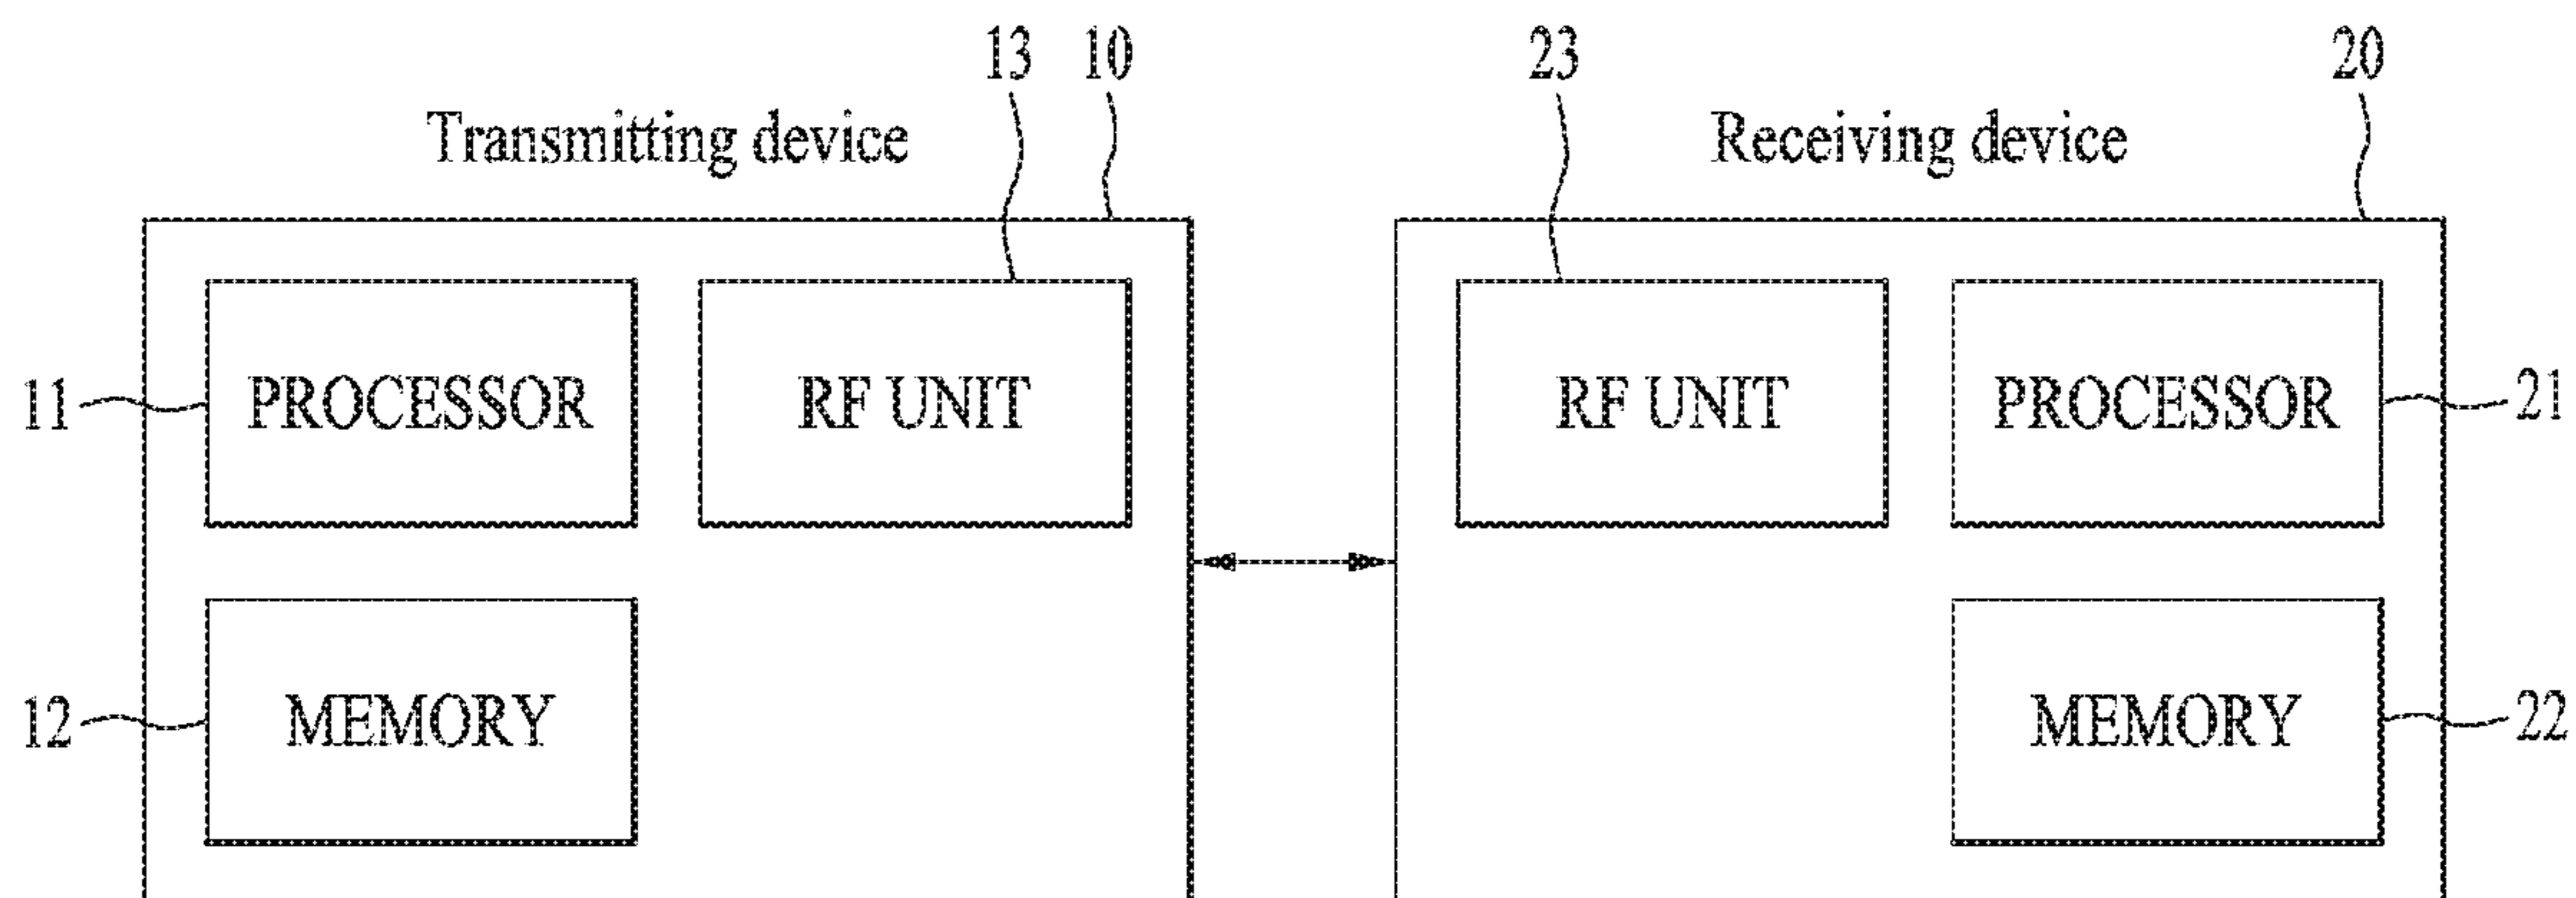 13 10 23 20
Transmitting device Receiving device
11 PROCESSOR RF UNIT RF UNIT PROCESSOR 21
12 MEMORY MEMORY 22